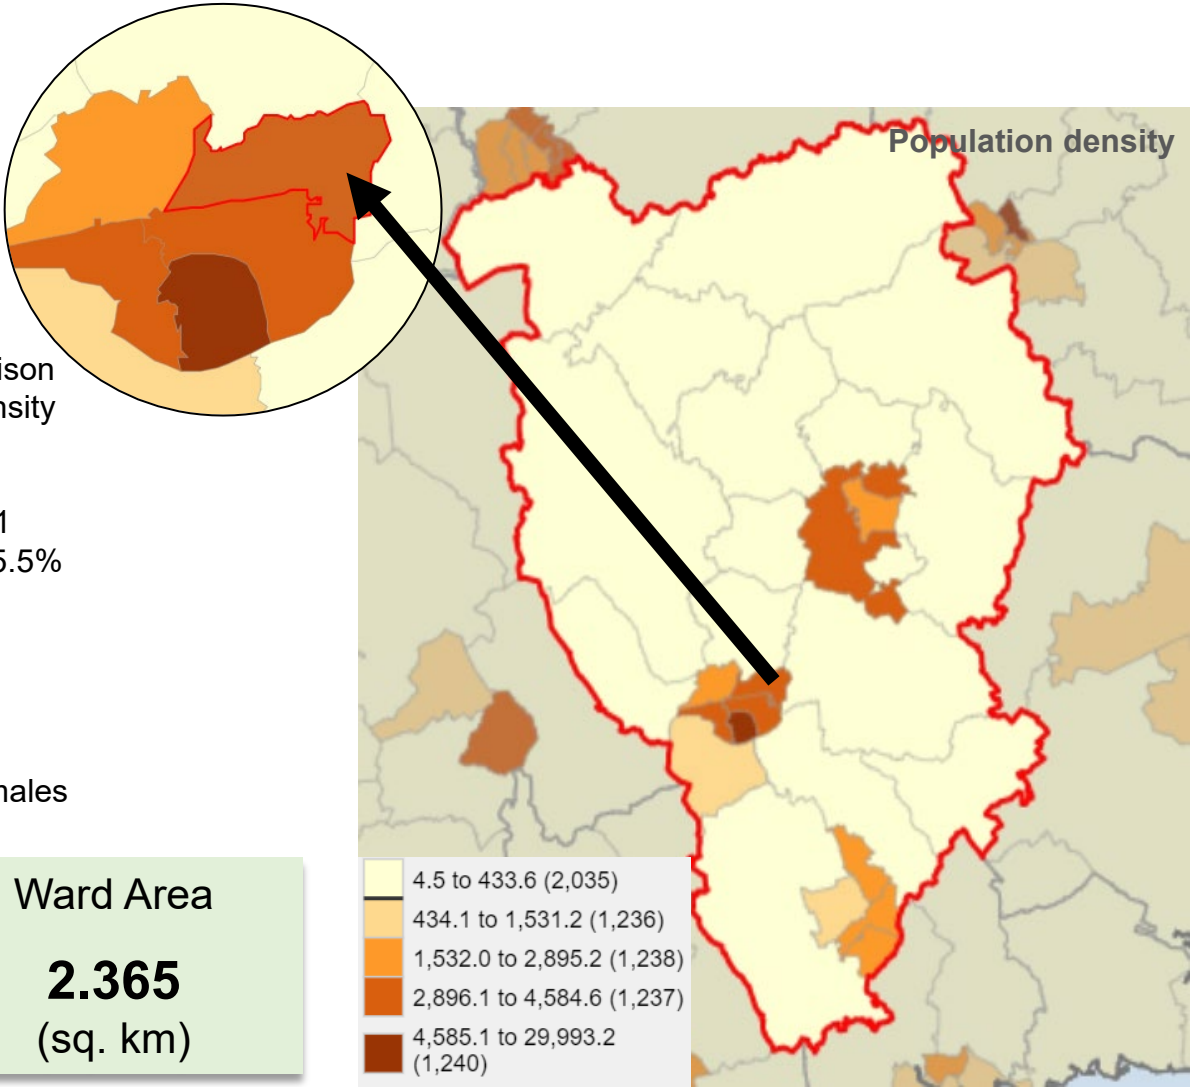 Population density
ison
nsity
1
5.5%
nales
Ward Area
2.365
(sq. km)
4.5 to 433.6 (2,035)
434.1 to 1,531.2 (1,236)
1,532.0 to 2,895.2 (1,238)
2,896.1 to 4,584.6 (1,237)
4,585.1 to 29,993.2
(1,240)